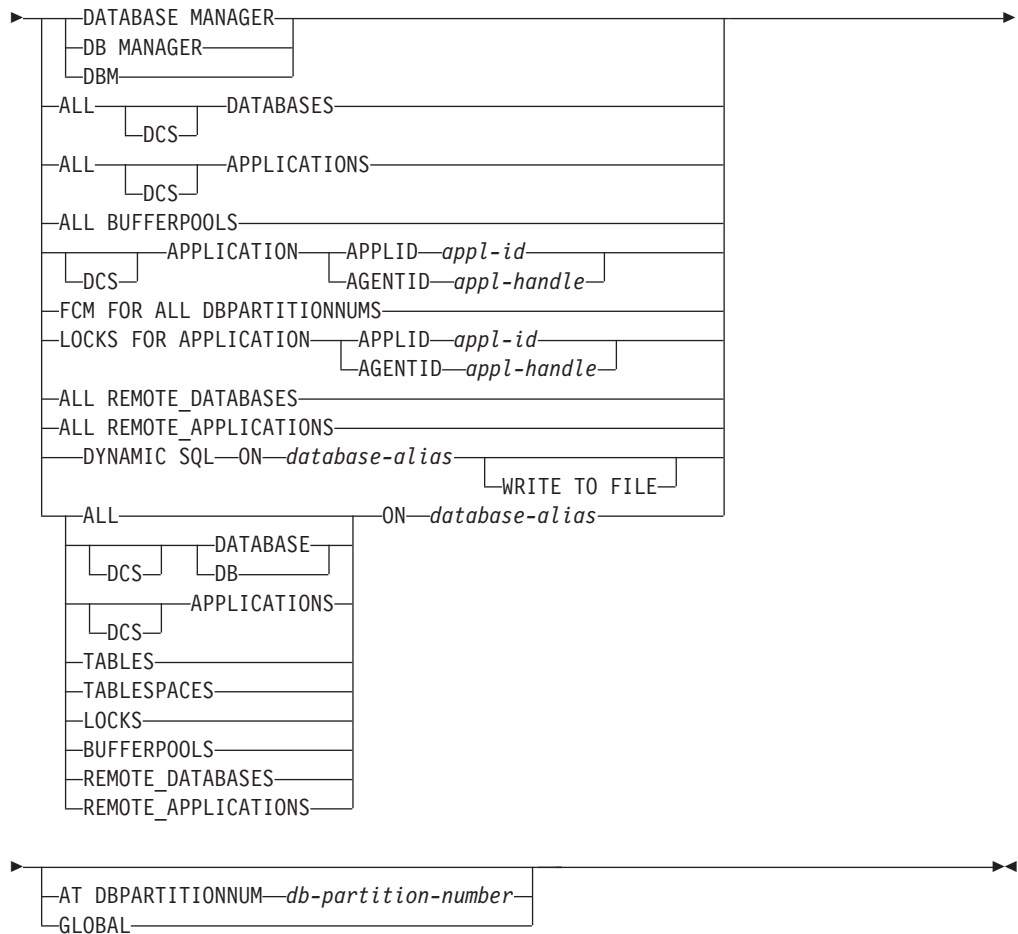 DATABASE MANAGER
DB MANAGER
DBM
ALL DATABASES
DCS
ALL APPLICATIONS
DCS
ALL BUFFERPOOLS
APPLICATION APPLID appl-id
DCS AGENTID appl-handle
FCM FOR ALL DBPARTITIONNUMS
LOCKS FOR APPLICATION APPLID appl-id
AGENTID appl-handle
ALL REMOTE_DATABASES
ALL REMOTE_APPLICATIONS
DYNAMIC SQL ON database-alias
WRITE TO FILE
ALL ON database-alias
DATABASE
DCS DB
APPLICATIONS
DCS
TABLES
TABLESPACES
LOCKS
BUFFERPOOLS
REMOTE_DATABASES
REMOTE_APPLICATIONS
AT DBPARTITIONNUM db-partition-number
GLOBAL